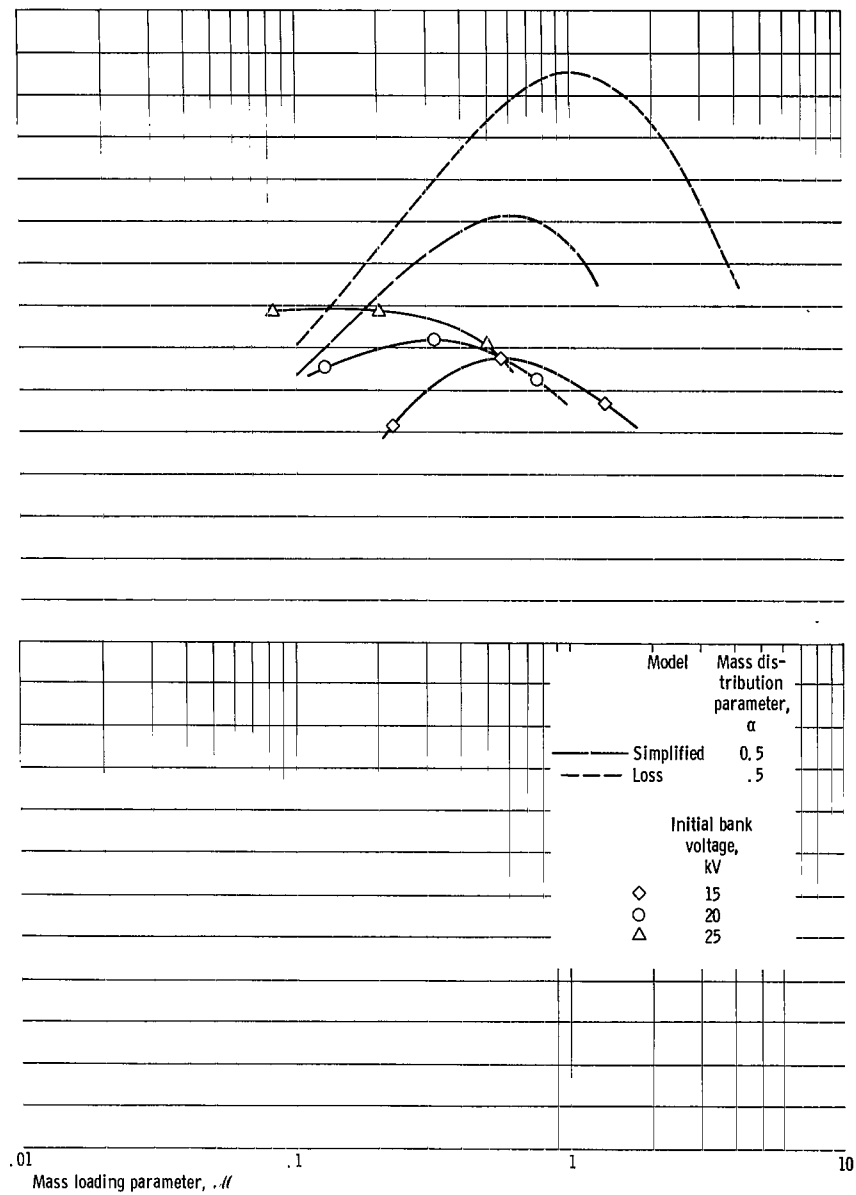 Model Mass dis-
tribution
parameter,
α
Simplified 0.5
Loss .5
Initial bank
voltage,
kV
15
20
25
.01 .1 1 10
Mass loading parameter, ℳ